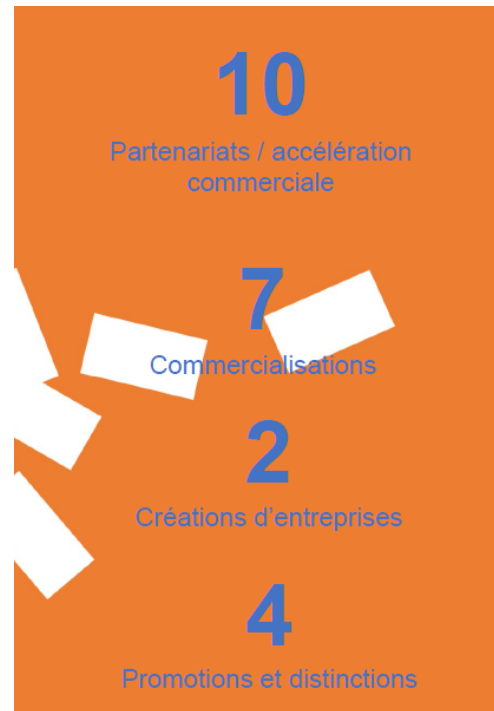 10
Partenariats / accélération
commerciale
7
Commercialisations
2
Créations d’entreprises
4
Promotions et distinctions